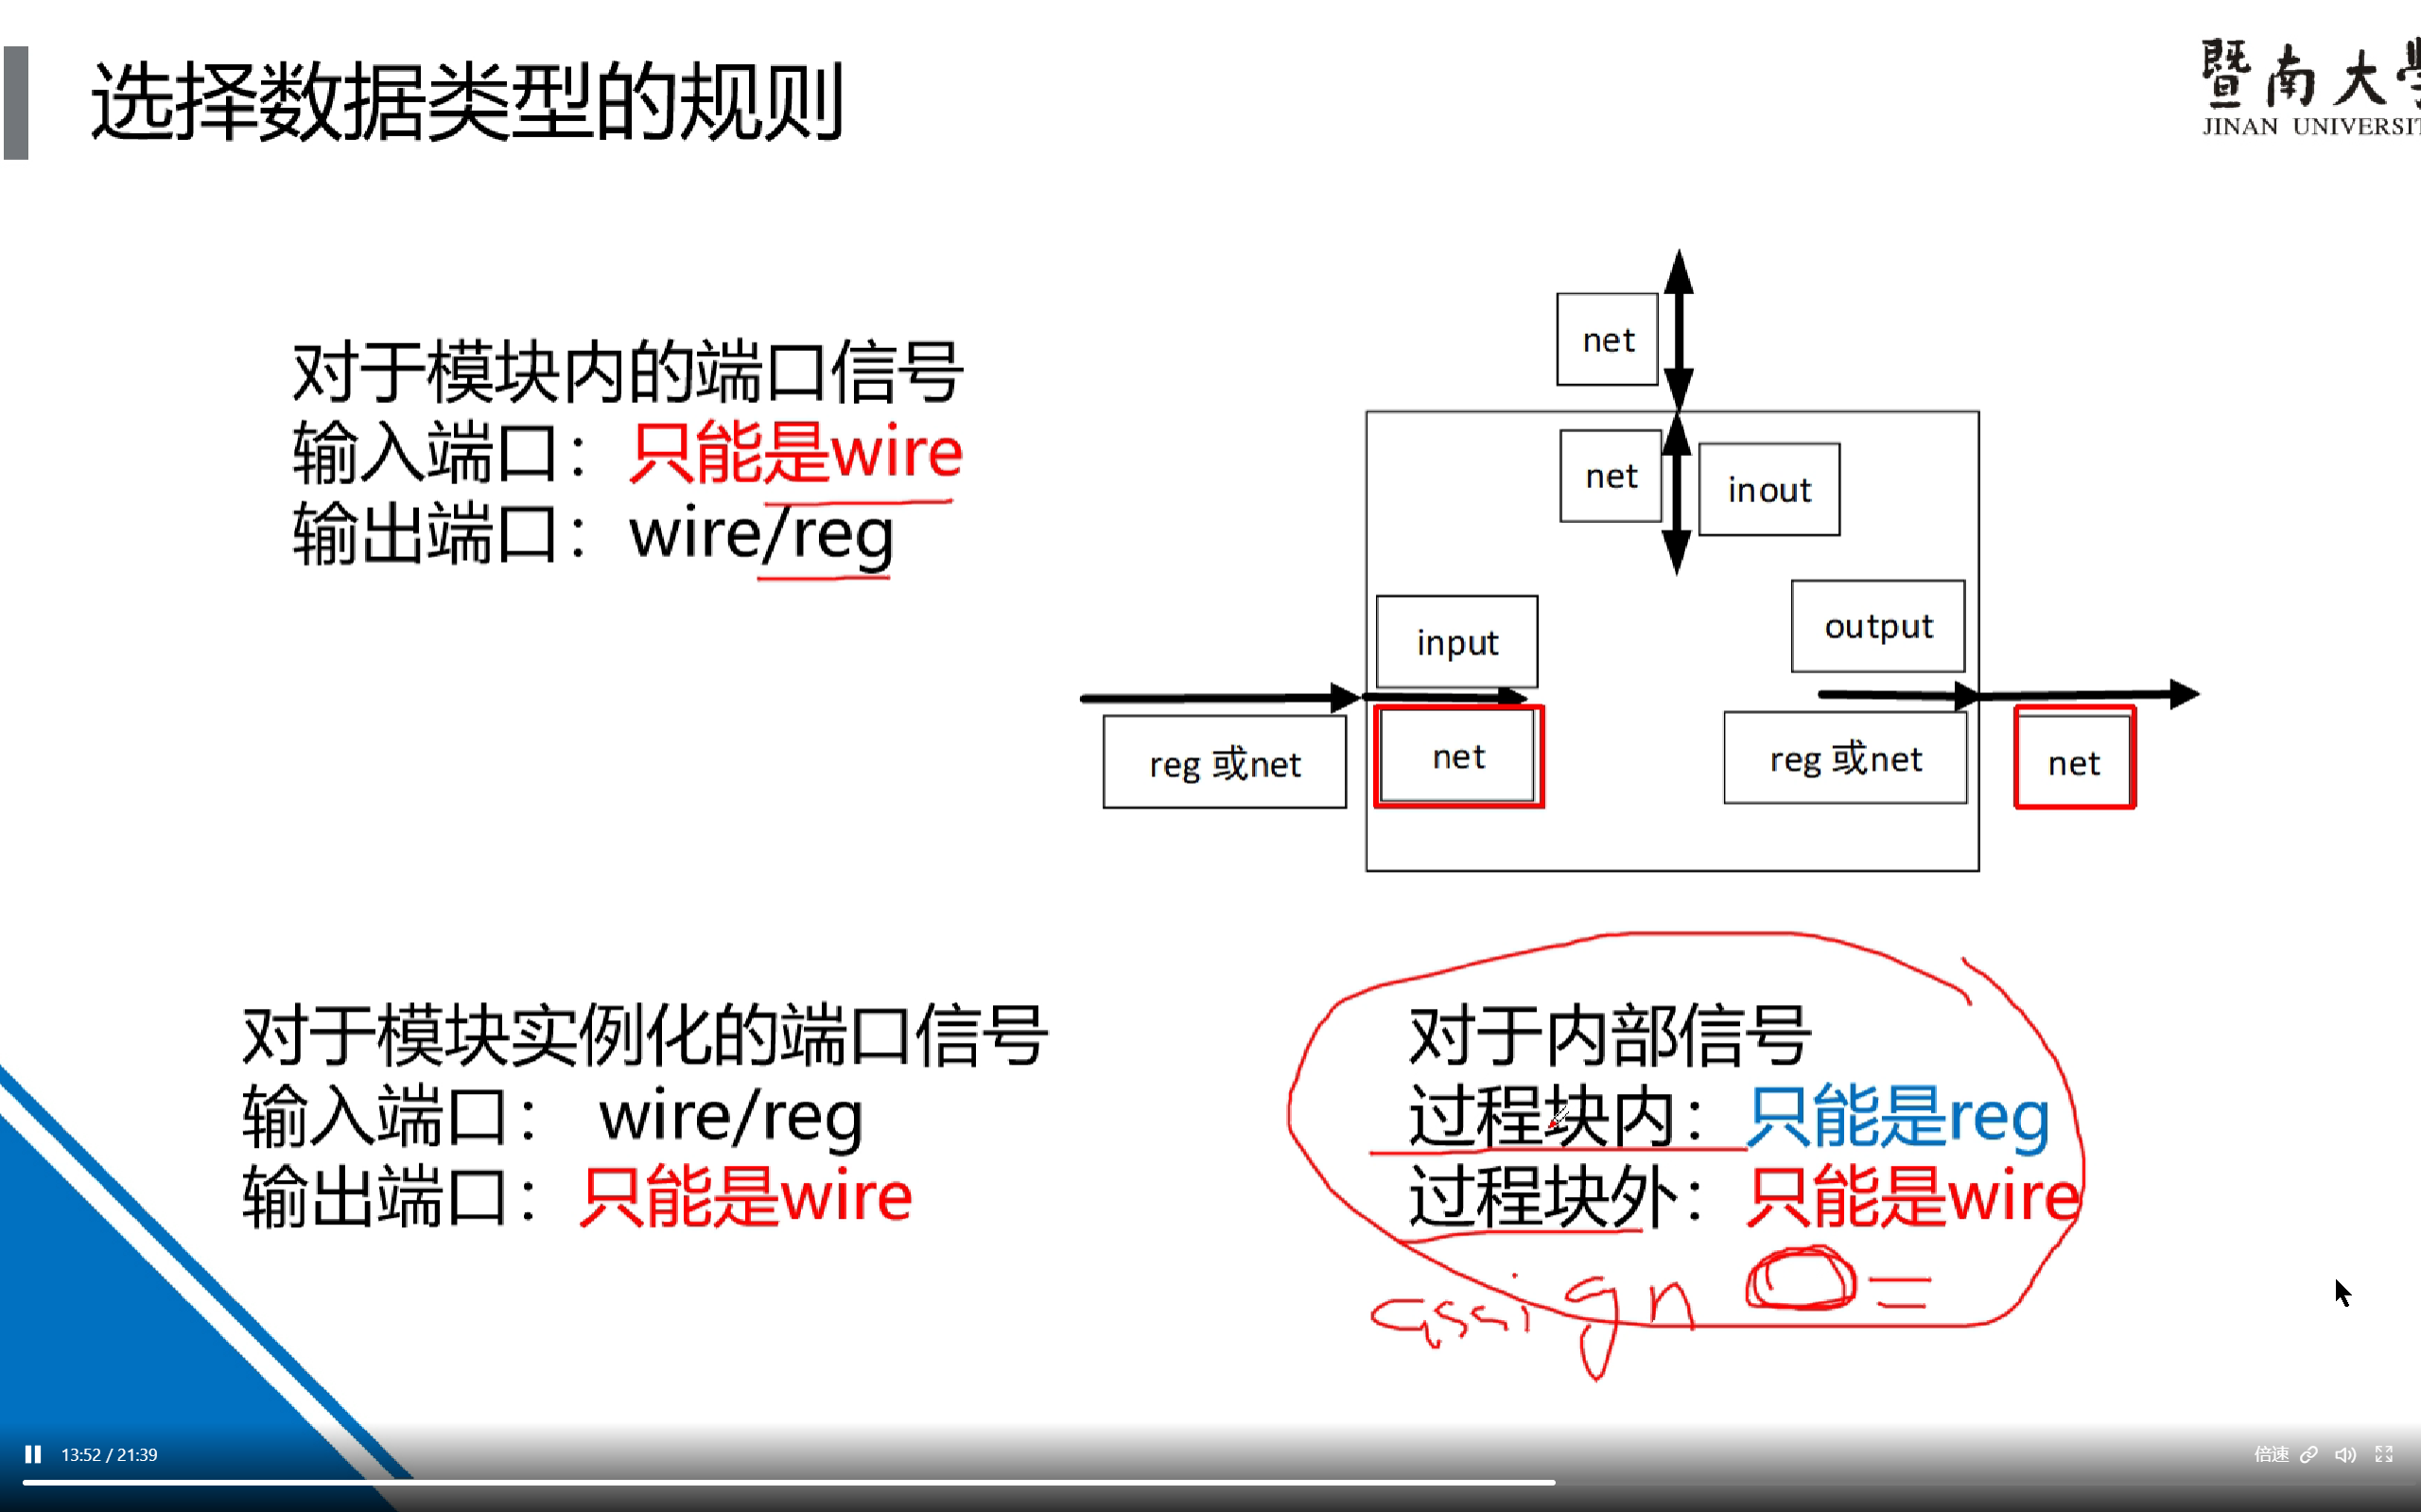 选择数据类型的规则
暨南大学
JINAN UNIVERSIT
对于模块内的端口信号
输入端口：只能是wire
输出端口：wire/reg
net
net
inout
input
output
reg 或net
net
reg 或net
net
对于模块实例化的端口信号
输入端口： wire/reg
输出端口：只能是wire
对于内部信号
过程块内：只能是reg
过程块外：只能是wire
assign =
13:52 / 21:39
倍速